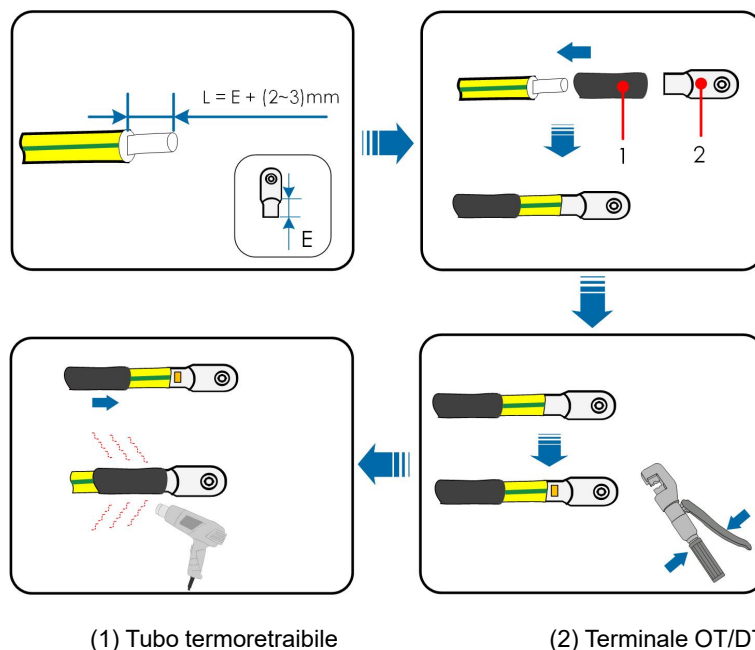 L = E + (2~3)mm
E
1
2
(1) Tubo termoretraibile
(2) Terminale OT/DT